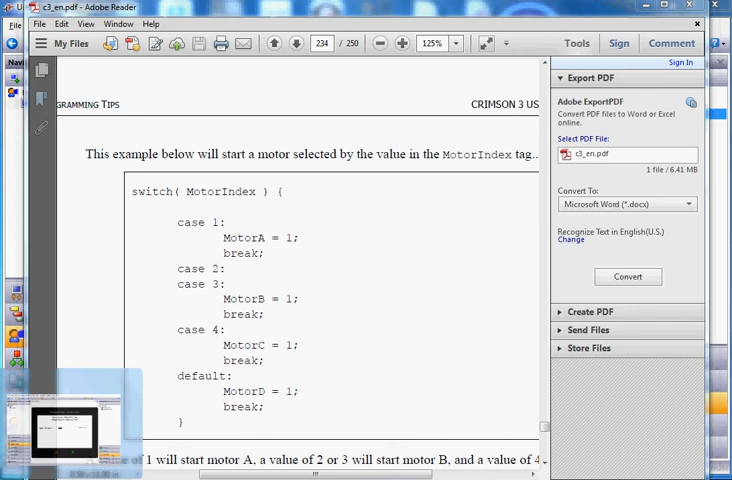 c3_en.pdf - Adobe Reader
File Edit View Window Help
My Files 234 / 250 125% Tools Sign Comment
Sign In
GRAMMING TIPS CRIMSON 3 US
This example below will start a motor selected by the value in the MotorIndex tag..
switch( MotorIndex ) {
case 1:
MotorA = 1;
break;
case 2:
case 3:
MotorB = 1;
break;
case 4:
MotorC = 1;
break;
default:
MotorD = 1;
break;
}
of 1 will start motor A, a value of 2 or 3 will start motor B, and a value of 4
Export PDF
Adobe ExportPDF
Convert PDF files to Word or Excel
online.
Select PDF File:
c3_en.pdf
1 file / 6.41 MB
Convert To:
Microsoft Word (*.docx)
Recognize Text in English(U.S.)
Change
Convert
Create PDF
Send Files
Store Files
Fil
Navi